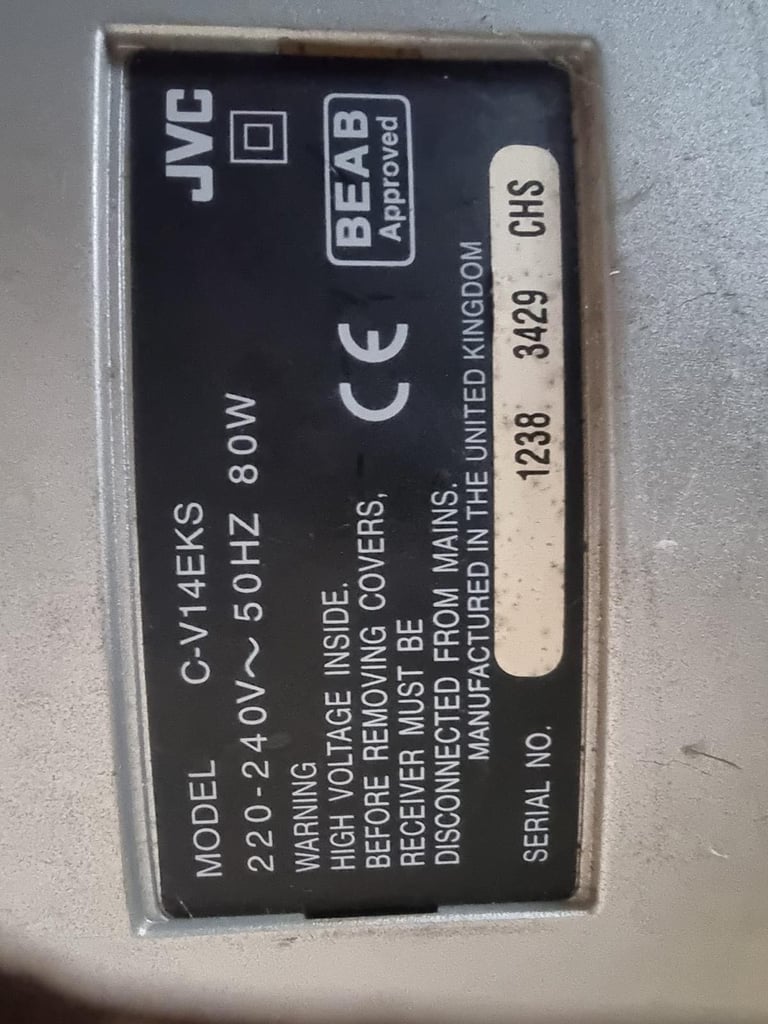 MODEL C-V14EKS JVC
220-240V~50HZ 80W
WARNING
HIGH VOLTAGE INSIDE.
BEFORE REMOVING COVERS,
RECEIVER MUST BE
DISCONNECTED FROM MAINS.
CE
BEAB
Approved
MANUFACTURED IN THE UNITED KINGDOM
SERIAL NO. 1238 3429 CHS